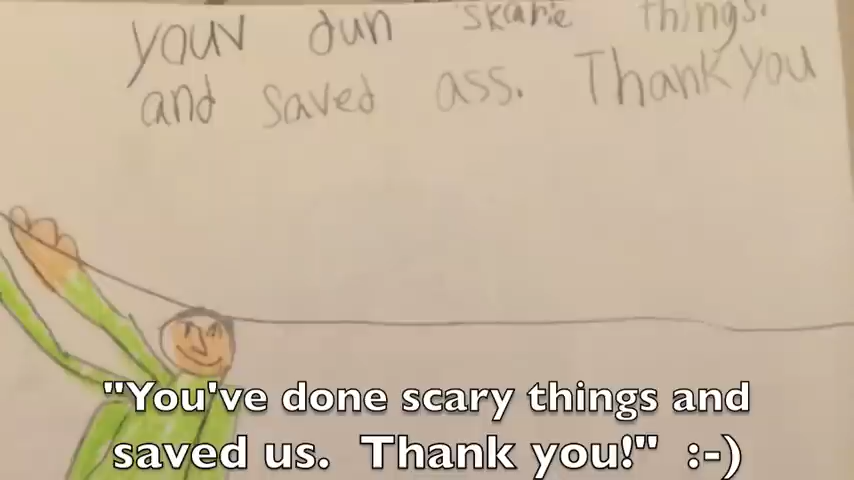 youv dun skarie things.
and saved ass. Thank you
"You've done scary things and
saved us. Thank you!" :-)